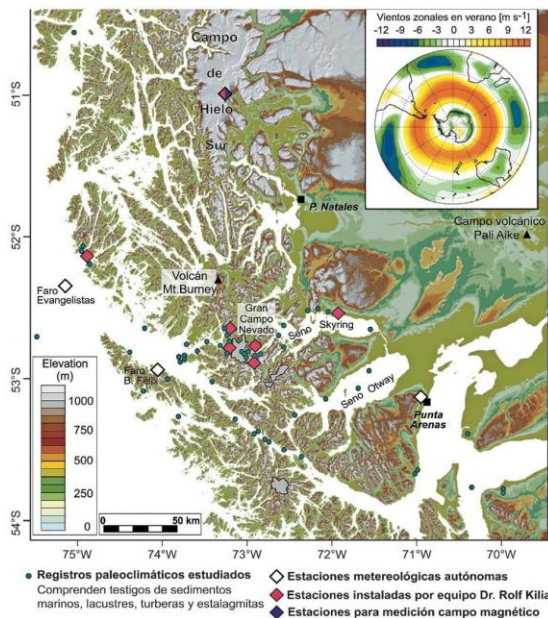 Campo
de
Hielo
Sur
Vientos zonales en verano [m s⁻¹]
-12 -9 -6 -3 0 3 6 9 12
51°S
P. Natales
52°S
Campo volcánico
Pali Aike
Volcán
Mt.Burney
Faro
Evangelistas
Gran
Campo
Nevado
Seno
Skyring
Elevation
(m)
1000
750
500
250
0
53°S
Faro
B. Félix
Seno Otway
Punta
Arenas
54°S
0 50 km
75°W 74°W 73°W 72°W 71°W 70°W
Registros paleoclimáticos estudiados
Comprenden testigos de sedimentos
marinos, lacustres, turberas y estalagmitas
Estaciones metereológicas autónomas
Estaciones instaladas por equipo Dr. Rolf Kilia
Estaciones para medición campo magnético